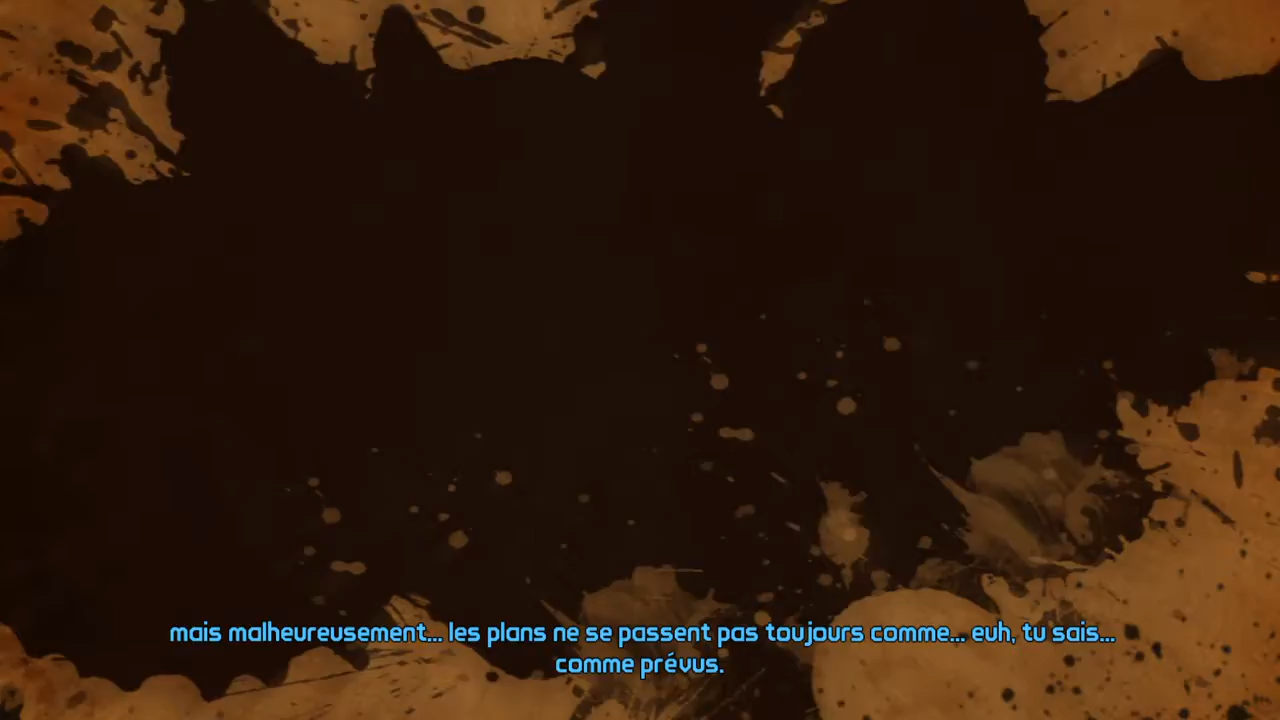 mais malheureusement... les plans ne se passent pas toujours comme... euh, tu sais...
comme prévus.